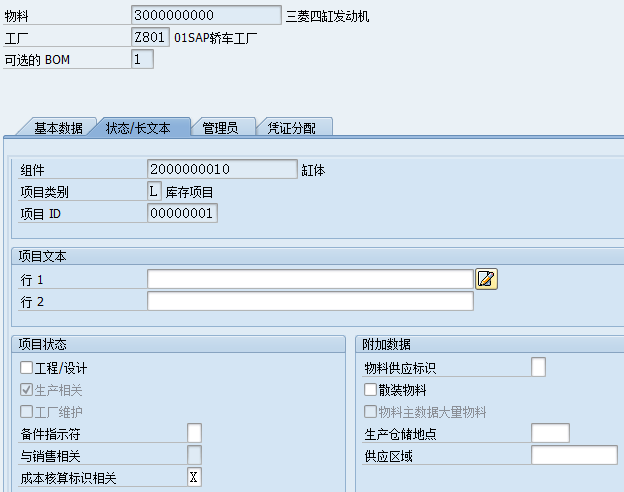 物料 3000000000 三菱四缸发动机
工厂 Z801 01SAP轿车工厂
可选的 BOM 1
基本数据 状态/长文本 管理员 凭证分配
组件 2000000010 缸体
项目类别 L 库存项目
项目 ID 00000001
项目文本
行 1
行 2
项目状态
工程/设计
生产相关
工厂维护
备件指示符
与销售相关
成本核算标识相关 X
附加数据
物料供应标识
散装物料
物料主数据大量物料
生产仓储地点
供应区域